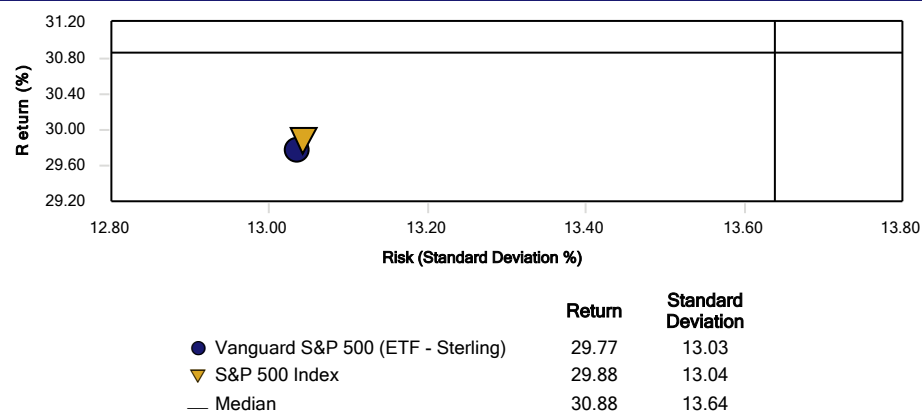 31.20
30.80
30.40
30.00
29.60
29.20
Return (%)
12.80 13.00 13.20 13.40 13.60 13.80
Risk (Standard Deviation %)
Return Standard Deviation
Vanguard S&P 500 (ETF - Sterling) 29.77 13.03
S&P 500 Index 29.88 13.04
Median 30.88 13.64